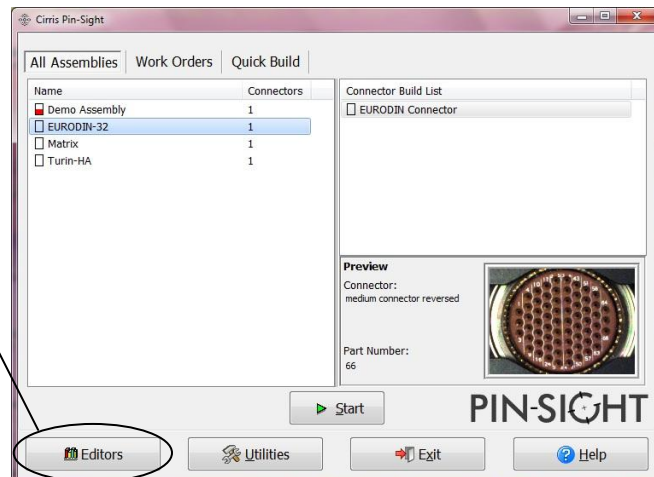 Cirris Pin-Sight
All Assemblies Work Orders Quick Build
Name Connectors
Demo Assembly 1
EURODIN-32 1
Matrix 1
Turin-HA 1
Connector Build List
EURODIN Connector
Preview
Connector:
medium connector reversed
Part Number:
66
Start
PIN-SIGHT
Editors Utilities Exit Help